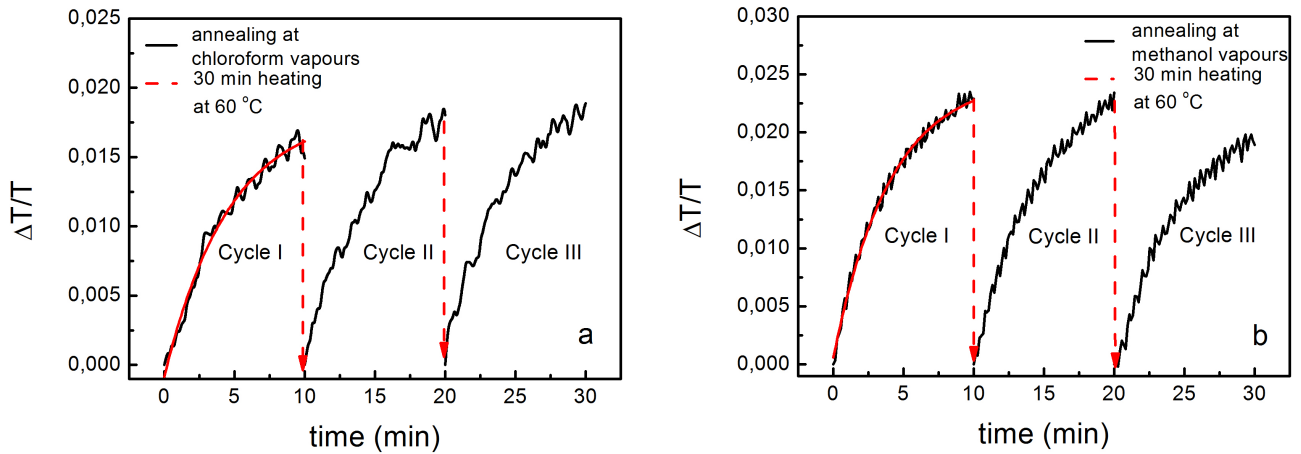 0,025
0,020
0,015
0,010
0,005
0,000
ΔT/T
annealing at
chloroform vapours
30 min heating
at 60 °C
Cycle I
Cycle II
Cycle III
a
0
5
10
15
20
25
30
time (min)
0,030
0,025
0,020
0,015
0,010
0,005
0,000
ΔT/T
annealing at
methanol vapours
30 min heating
at 60 °C
Cycle I
Cycle II
Cycle III
b
0
5
10
15
20
25
30
time (min)